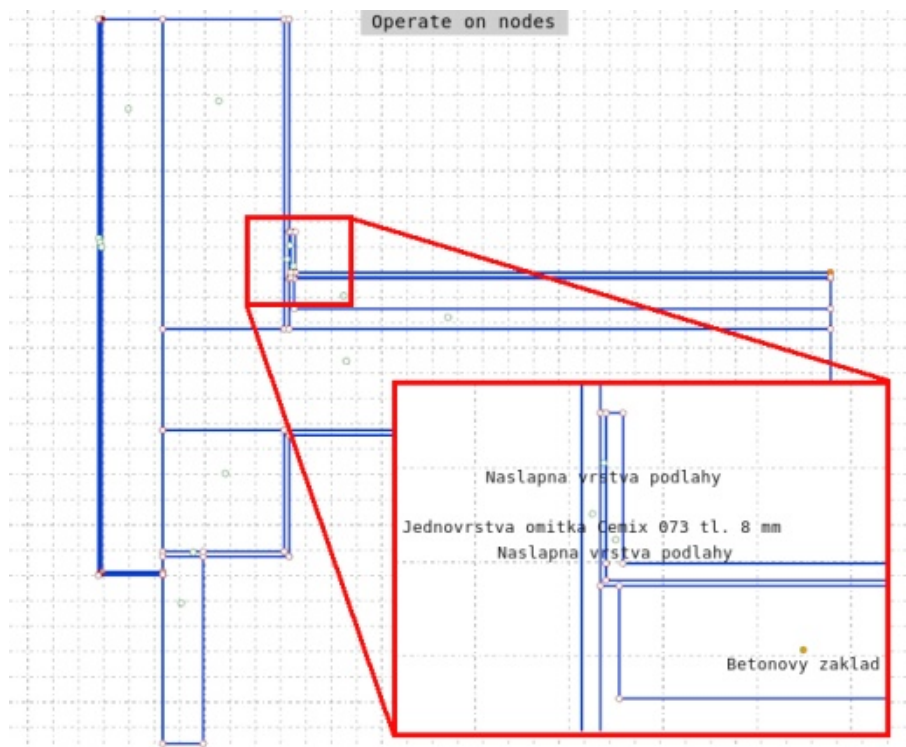 Operate on nodes
Naslapna vrstva podlahy
Jednovrstva omitka Cemix 073 tl. 8 mm
Naslapna vrstva podlahy
Betonovy zaklad